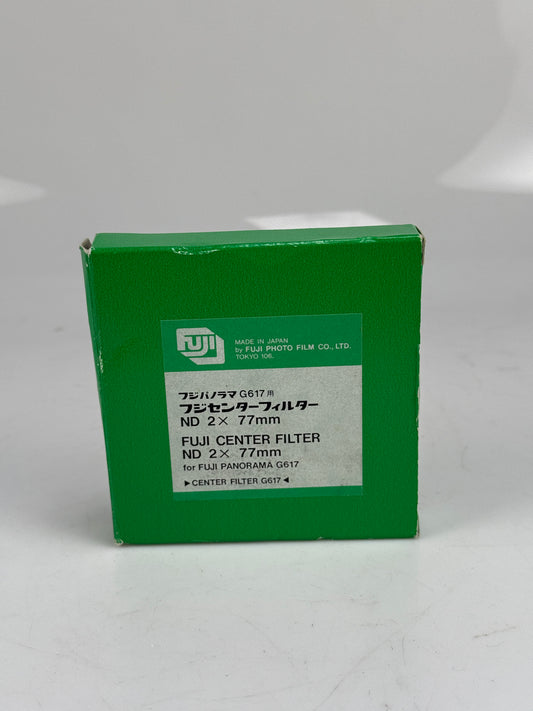 FUJI
MADE IN JAPAN
by FUJI PHOTO FILM CO., LTD.
TOKYO 106.
フジパノラマ G617用
フジセンターフィルター
ND 2× 77mm
FUJI CENTER FILTER
ND 2× 77mm
for FUJI PANORAMA G617
▶CENTER FILTER G617◀